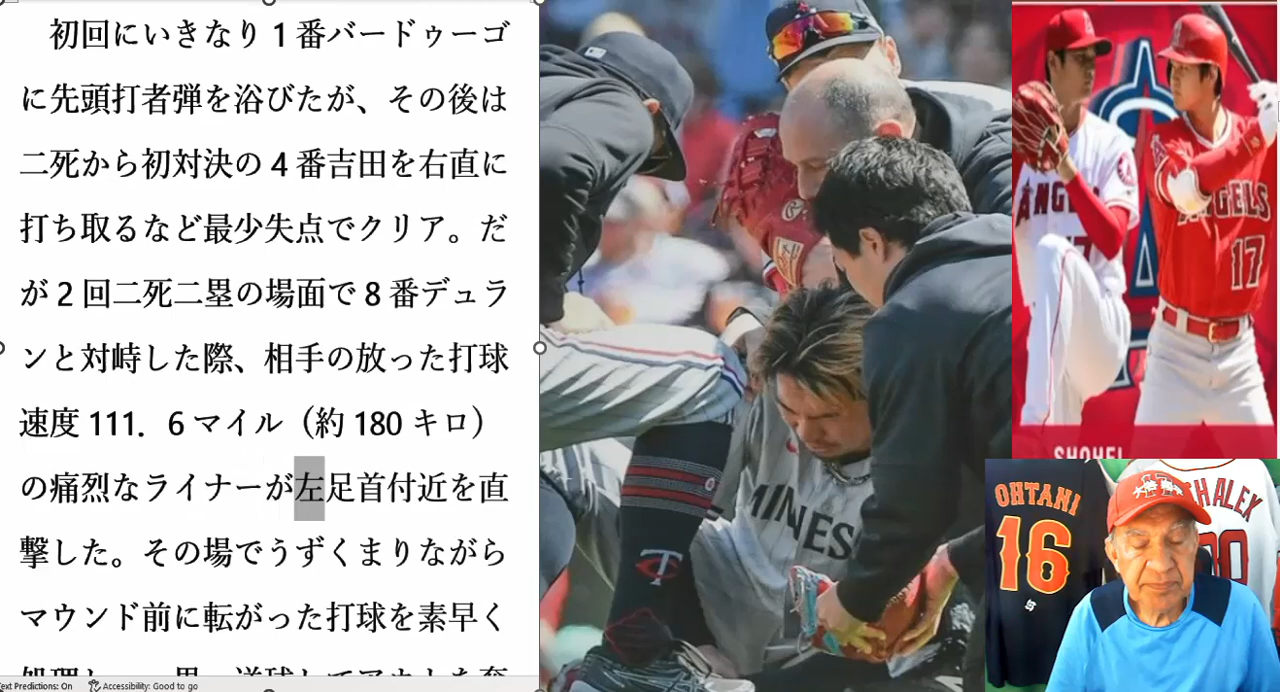 初回にいきなり1番バードゥーゴ
に先頭打者弾を浴びたが、その後は
二死から初対決の4番吉田を右直に
打ち取るなど最少失点でクリア。だ
が2回二死二塁の場面で8番デュラ
ンと対峙した際、相手の放った打球
速度111．6マイル（約180キロ）
の痛烈なライナーが左足首付近を直
撃した。その場でうずくまりながら
マウンド前に転がった打球を素早く
Text Predictions: On
Accessibility: Good to go
MINNES
TC
ANG
17
ANGELS
17
SHOHEI
OHTANI
16
H ALEX